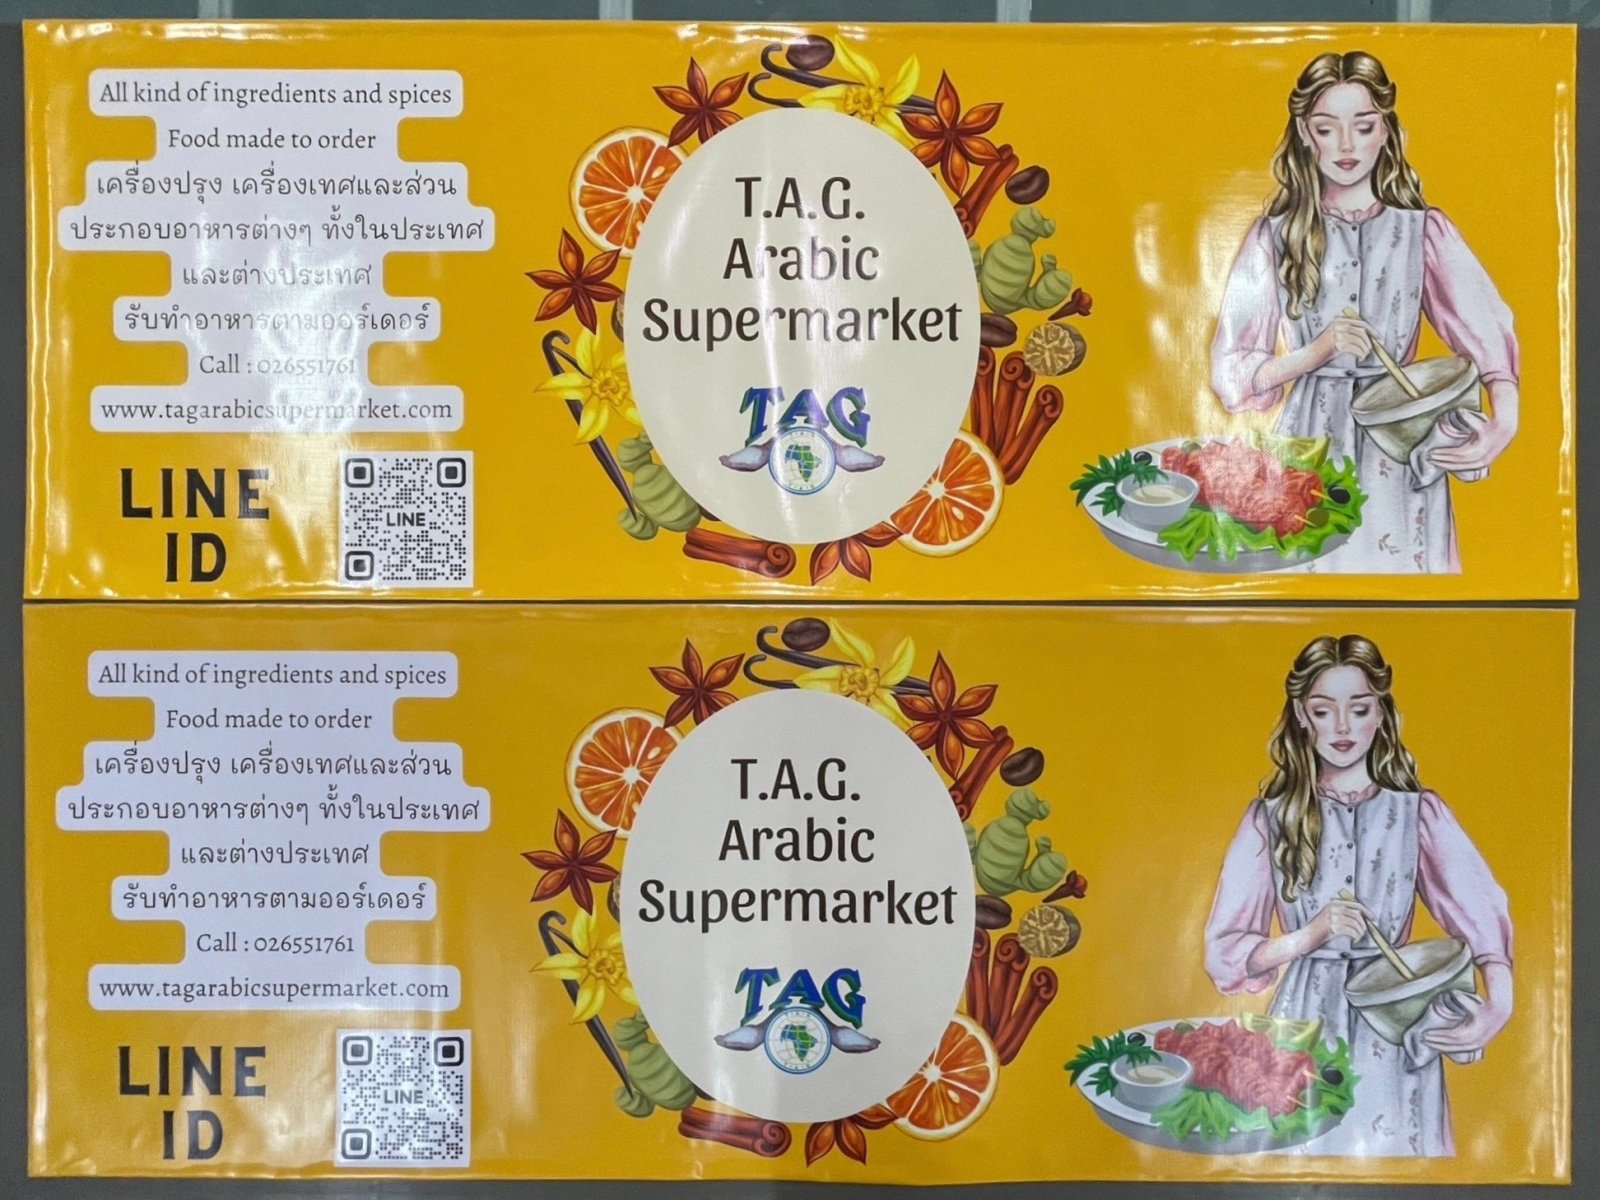 All kind of ingredients and spices
Food made to order
เครื่องปรุง เครื่องเทศและส่วน
ประกอบอาหารต่างๆ ทั้งในประเทศ
และต่างประเทศ
รับทำอาหารตามออร์เดอร์
Call : 026551761
www.tagarabicsupermarket.com
LINE
ID
LINE
T.A.G.
Arabic
Supermarket
TAG
All kind of ingredients and spices
Food made to order
เครื่องปรุง เครื่องเทศและส่วน
ประกอบอาหารต่างๆ ทั้งในประเทศ
และต่างประเทศ
รับทำอาหารตามออร์เดอร์
Call : 026551761
www.tagarabicsupermarket.com
LINE
ID
LINE
T.A.G.
Arabic
Supermarket
TAG